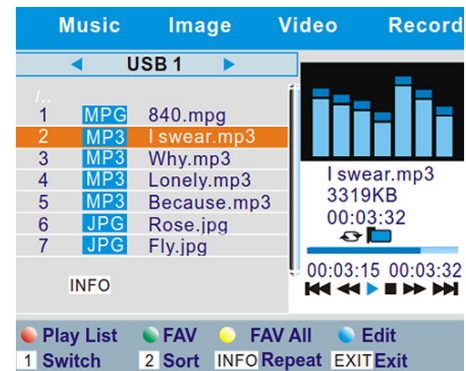 Music Image Video Record
USB 1
/..
1 MPG 840.mpg
2 MP3 I swear.mp3
3 MP3 Why.mp3
4 MP3 Lonely.mp3
5 MP3 Because.mp3
6 JPG Rose.jpg
7 JPG Fly.jpg
INFO
I swear.mp3
3319KB
00:03:32
00:03:15 00:03:32
Play List FAV FAV All Edit
1 Switch 2 Sort INFO Repeat EXIT Exit